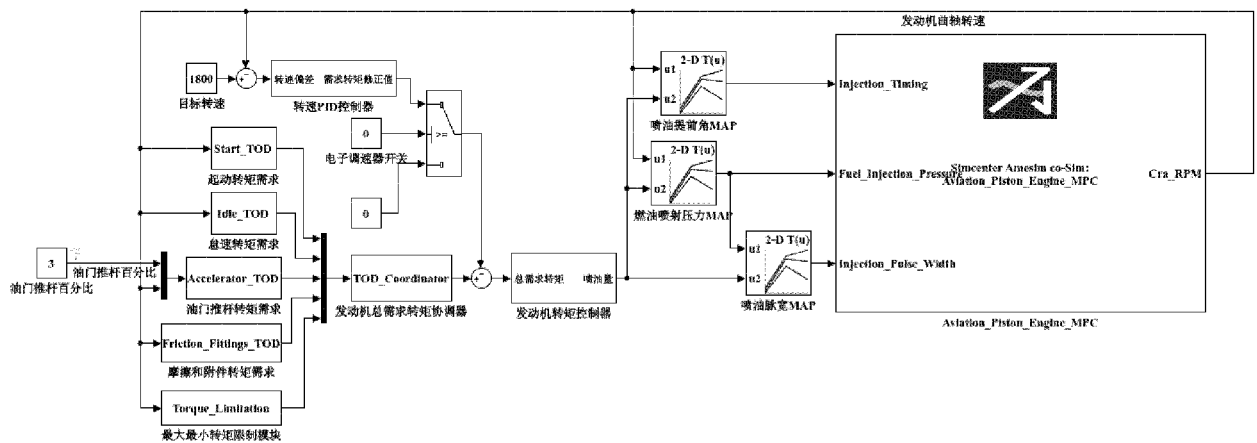 发动机曲轴转速
1800
目标转速
转速偏差 需求转矩修正值
转速PID控制器
0
电子调速器开关
>=
0
Start_TOD
起动转矩需求
Idle_TOD
怠速转矩需求
3
油门推杆百分比
油门推杆百分比
Accelerator_TOD
油门推杆转矩需求
Friction_Fittings_TOD
摩擦和附件转矩需求
Torque_Limitation
最大最小转矩限制模块
TOD_Coordinator
发动机总需求转矩协调器
总需求转矩 喷油量
发动机转矩控制器
2-D T(u)
u1
u2
喷油提前角MAP
2-D T(u)
u1
u2
燃油喷射压力MAP
2-D T(u)
u1
u2
喷油脉宽MAP
Injection_Timing
Simcenter Amesim co-Sim:
Fuel_Injection_Pressure
Aviation_Piston_Engine_MPC
Cra_RPM
Injection_Pulse_Width
Aviation_Piston_Engine_MPC